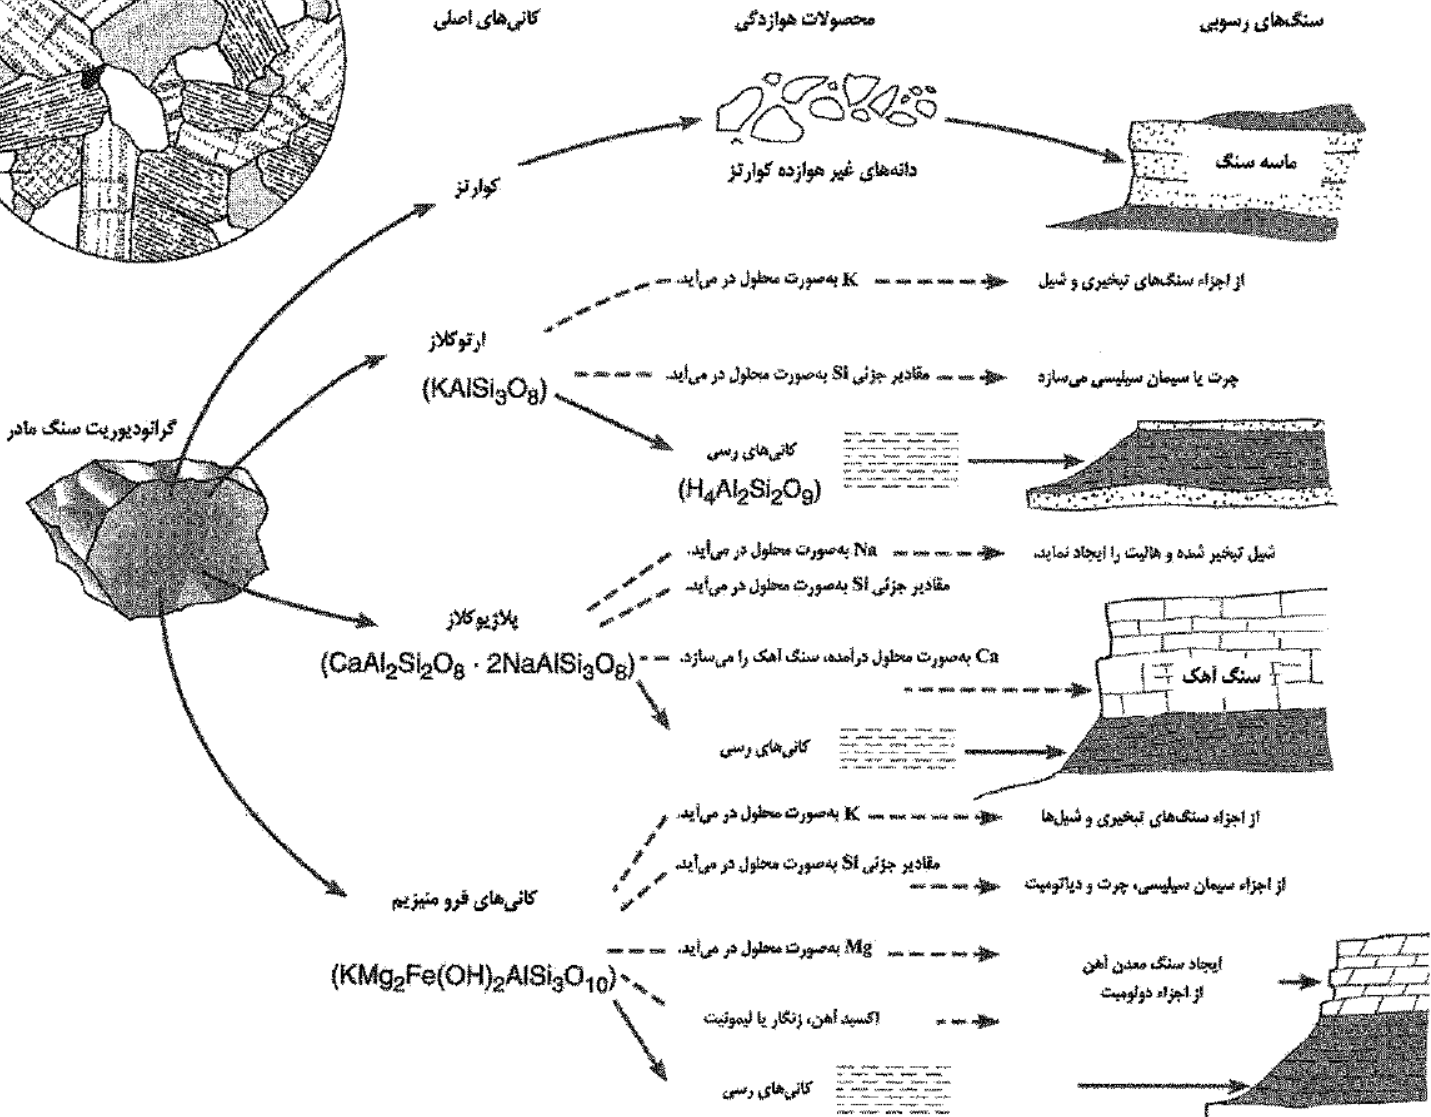 سنگ‌های رسوبی
محصولات هوازدگی
کانی‌های اصلی
ماسه سنگ
دانه‌های غیر هوازده کوارتز
کوارتز
از اجزاء سنگ‌های تبخیری و شیل
K به‌صورت محلول در می‌آید.
ارتوکلاز
(KAlSi3O8)
مقادیر جزئی Si به‌صورت محلول در می‌آید.
چرت یا سیمان سیلیسی می‌سازد
گرانودیوریت سنگ مادر
کانی‌های رسی
(H4Al2Si2O9)
Na به‌صورت محلول در می‌آید.
شیل تبخیر شده و هالیت را ایجاد نماید.
مقادیر جزئی Si به‌صورت محلول در می‌آید.
پلاژیوکلاز
(CaAl2Si2O8 · 2NaAlSi3O8)
Ca به‌صورت محلول درآمده، سنگ آهک را می‌سازد.
سنگ آهک
کانی‌های رسی
K به‌صورت محلول در می‌آید.
از اجزاء سنگ‌های تبخیری و شیل‌ها
مقادیر جزئی Si به‌صورت محلول در می‌آید.
از اجزاء سیمان سیلیسی، چرت و دیاتومیت
کانی‌های فرو منیزیم
(KMg2Fe(OH)2AlSi3O10)
Mg به‌صورت محلول در می‌آید.
ایجاد سنگ معدن آهن
از اجزاء دولومیت
اکسید آهن، زنگار یا لیمونیت
کانی‌های رسی